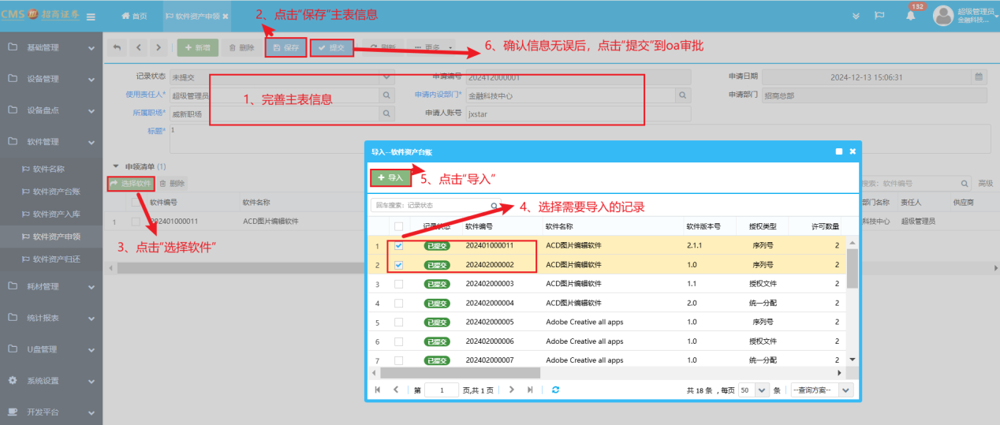 CMS 招商证券
首页
软件资产申领
2、点击“保存”主表信息
132
超级管理员
金融科技...
新增
删除
保存
提交
刷新
更多
6、确认信息无误后，点击“提交”到oa审批
基础管理
设备管理
设备盘点
软件管理
软件名称
软件资产台账
软件资产入库
软件资产申领
软件资产归还
耗材管理
统计报表
U盘管理
系统设置
开发平台
记录状态 未提交
申请编号 202412000001
申请日期 2024-12-13 15:06:31
使用责任人* 超级管理员
1、完善主表信息
申请内设部门* 金融科技中心
申请部门 招商总部
所属职场* 威新职场
申请人账号 jxstar
标题* 1
申领清单 (1)
选择软件
删除
搜索：软件编号
高级
软件编号
软件名称
部门名称
责任人
供应商
1 202401000011 ACD图片编辑软件
科技中心 超级管理员
3、点击“选择软件”
导入--软件资产台账
导入
5、点击“导入”
回车搜索：记录状态
4、选择需要导入的记录
记录状态 软件编号 软件名称 软件版本号 授权类型 许可数量
1 已提交 202401000011 ACD图片编辑软件 2.1.1 序列号 2
2 已提交 202402000002 ACD图片编辑软件 1.0 序列号 2
3 已提交 202402000003 ACD图片编辑软件 1.1 授权文件 2
4 已提交 202402000004 ACD图片编辑软件 2.0 统一分配 2
5 已提交 202402000005 Adobe Creative all apps 1.0 序列号 2
6 已提交 202402000006 Adobe Creative all apps 1.0 授权文件 2
7 已提交 202402000007 Adobe Creative all apps 1.0 统一分配 2
第 1 页,共 1 页
共 18 条 ，每页 50 条
--查询方案--